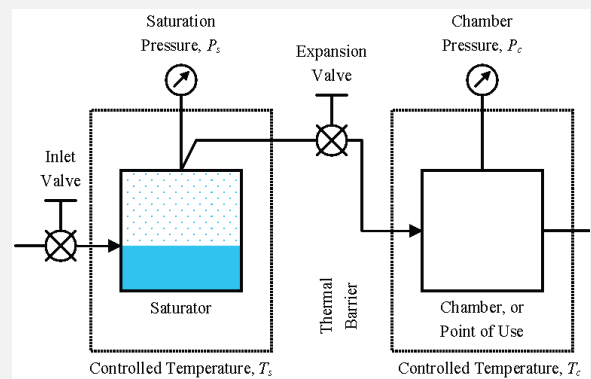 Saturation
Pressure, Ps
Chamber
Pressure, Pc
Expansion
Valve
Inlet
Valve
Saturator
Thermal
Barrier
Chamber, or
Point of Use
Controlled Temperature, Ts
Controlled Temperature, Tc